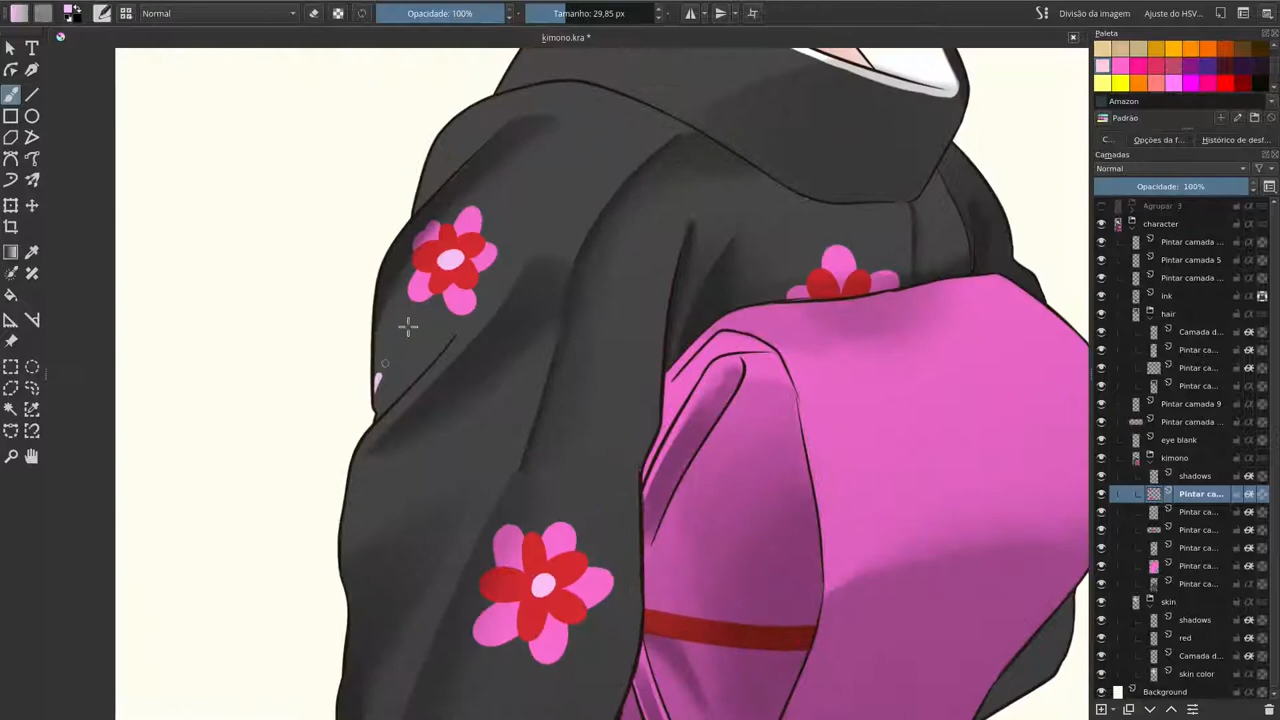 Normal
Opacidade: 100%
Tamanho: 29,85 px
Divisão da imagem
Ajuste do HSV...
kimono.kra *
Paleta
Amazon
Padrão
C...
Opções da f...
Histórico de desf...
Camadas
Normal
Opacidade: 100%
Agrupar 3
character
Pintar camada ...
Pintar camada 5
Pintar camada ...
ink
hair
Camada d...
Pintar ca...
Pintar ca...
Pintar ca...
Pintar camada 9
Pintar camada ...
eye blank
kimono
shadows
Pintar ca...
Pintar ca...
Pintar ca...
Pintar ca...
Pintar ca...
Pintar ca...
skin
shadows
red
Camada d...
skin color
Background